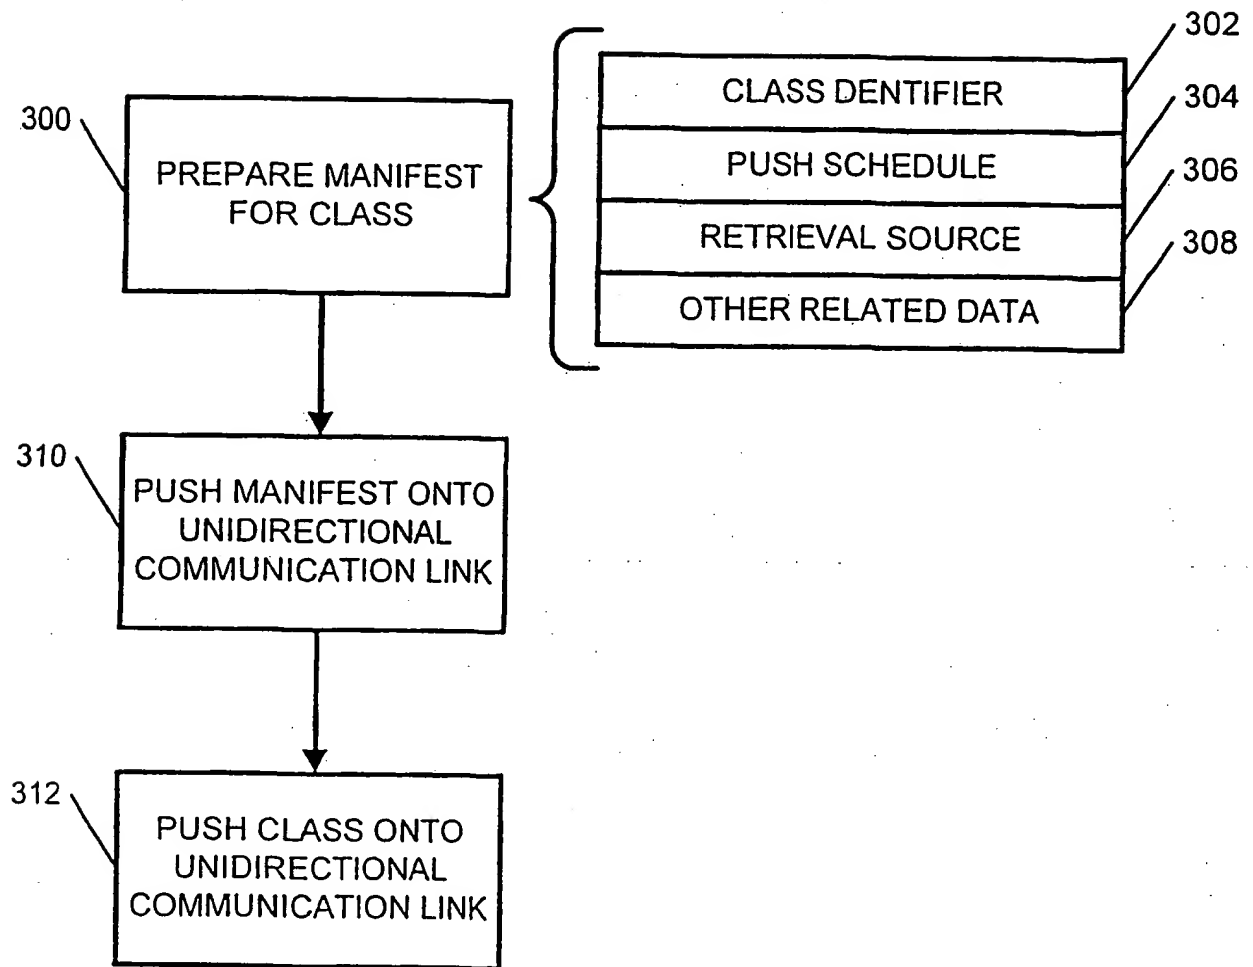 300
PREPARE MANIFEST
FOR CLASS
302
CLASS DENTIFIER
304
PUSH SCHEDULE
306
RETRIEVAL SOURCE
308
OTHER RELATED DATA
310
PUSH MANIFEST ONTO
UNIDIRECTIONAL
COMMUNICATION LINK
312
PUSH CLASS ONTO
UNIDIRECTIONAL
COMMUNICATION LINK